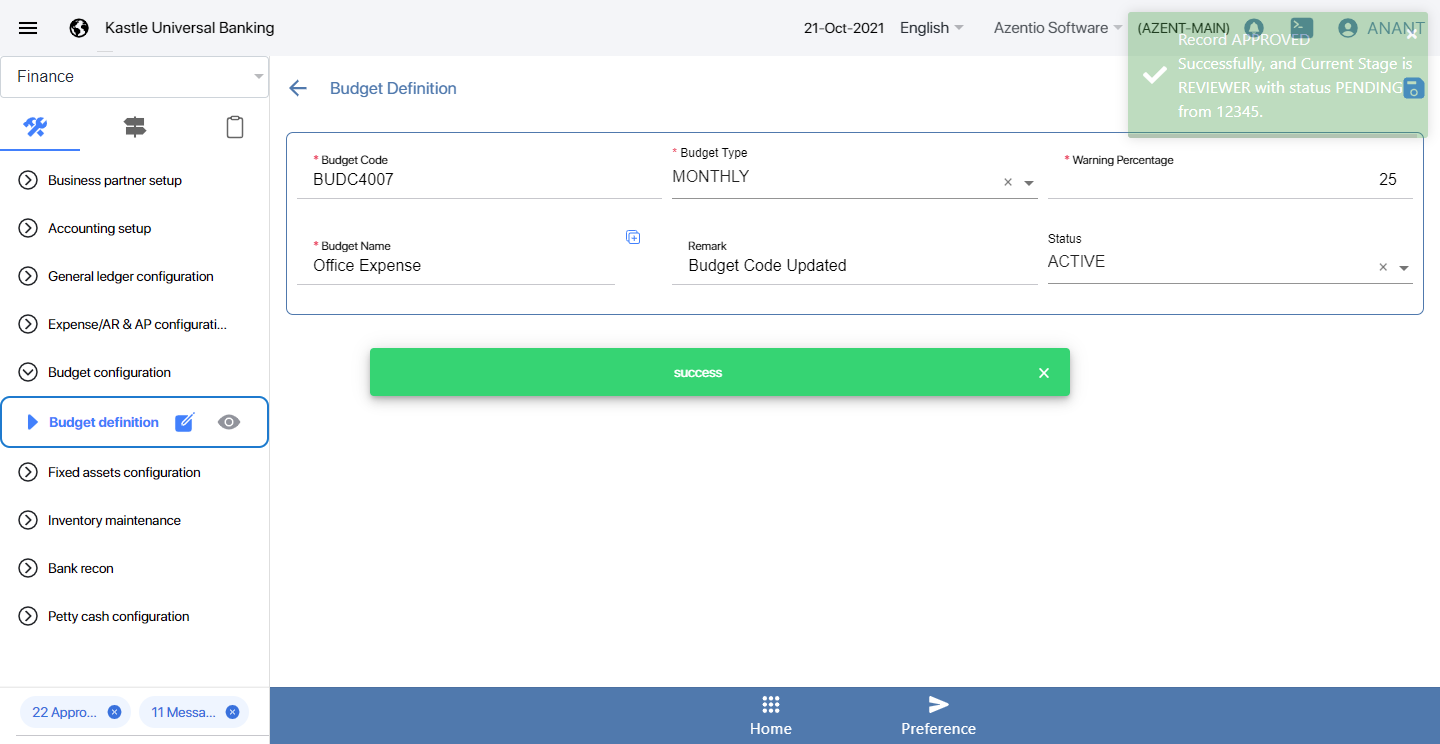 Kastle Universal Banking
21-Oct-2021
English
Azentio Software
(AZENT-MAIN)
ANANT
Record APPROVED
Successfully, and Current Stage is
REVIEWER with status PENDING
from 12345.
Finance
Budget Definition
* Budget Code
BUDC4007
* Budget Type
MONTHLY
* Warning Percentage
25
* Budget Name
Office Expense
Remark
Budget Code Updated
Status
ACTIVE
success
Business partner setup
Accounting setup
General ledger configuration
Expense/AR & AP configurati...
Budget configuration
Budget definition
Fixed assets configuration
Inventory maintenance
Bank recon
Petty cash configuration
22 Appro...
11 Messa...
Home
Preference